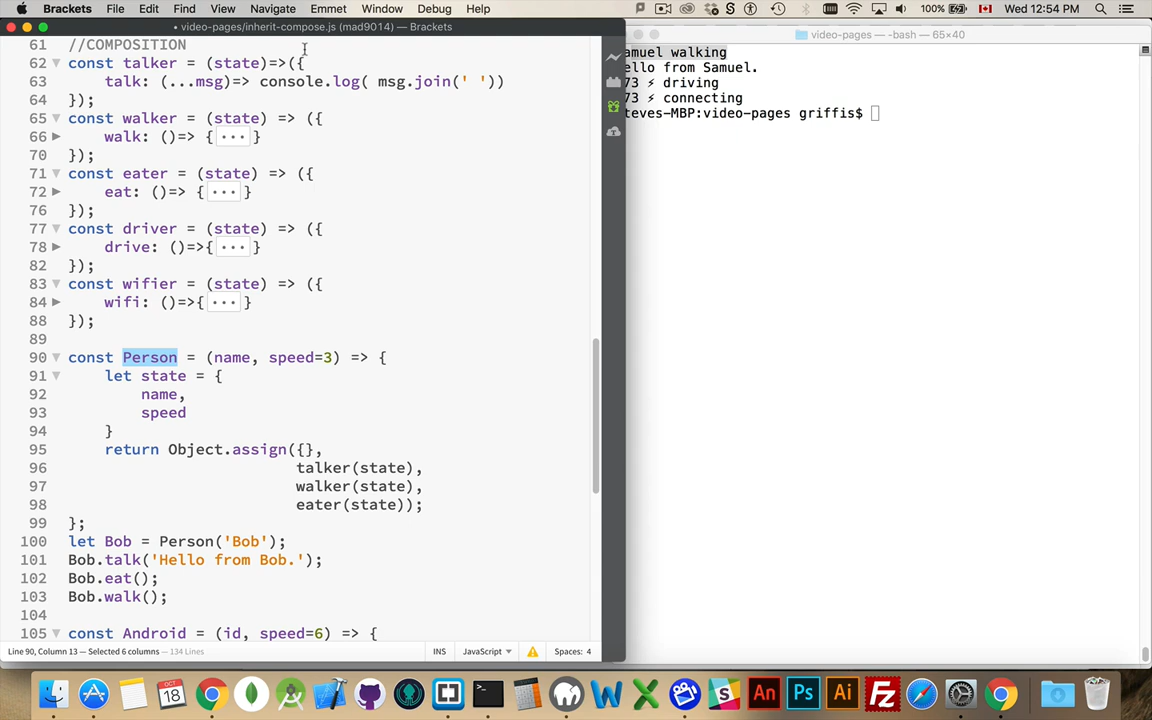 Brackets File Edit Find View Navigate Emmet Window Debug Help 100% Wed 12:54 PM
• video-pages/inherit-compose.js (mad9014) — Brackets
video-pages — -bash — 65×40
61 //COMPOSITION
62 const talker = (state)=>({
63 talk: (...msg)=> console.log( msg.join(' '))
64 });
65 const walker = (state) => ({
66 walk: ()=> {...}
70 });
71 const eater = (state) => ({
72 eat: ()=> {...}
76 });
77 const driver = (state) => ({
78 drive: ()=>{...}
82 });
83 const wifier = (state) => ({
84 wifi: ()=>{...}
88 });
89
90 const Person = (name, speed=3) => {
91 let state = {
92 name,
93 speed
94 }
95 return Object.assign({},
96 talker(state),
97 walker(state),
98 eater(state));
99 };
100 let Bob = Person('Bob');
101 Bob.talk('Hello from Bob.');
102 Bob.eat();
103 Bob.walk();
104
105 const Android = (id, speed=6) => {
Line 90, Column 13 — Selected 6 columns — 134 Lines INS JavaScript Spaces: 4
amuel walking
ello from Samuel.
73 ⚡ driving
73 ⚡ connecting
teves-MBP:video-pages griffis$
OCT
18
An Ps Ai Fz